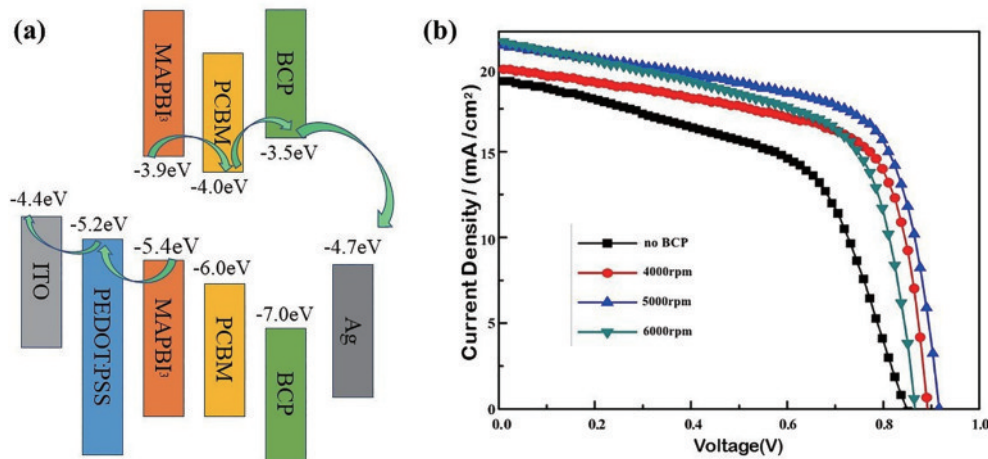 (a)
MAPBI³
PCBM
BCP
-3.9eV
-4.0eV
-3.5eV
-4.4eV
-5.2eV
-5.4eV
-6.0eV
-7.0eV
-4.7eV
ITO
PEDOT:PSS
MAPBI³
PCBM
BCP
Ag
(b)
Current Density / (mA / cm²)
20
15
10
5
0
no BCP
4000rpm
5000rpm
6000rpm
0.0
0.2
0.4
0.6
0.8
1.0
Voltage(V)